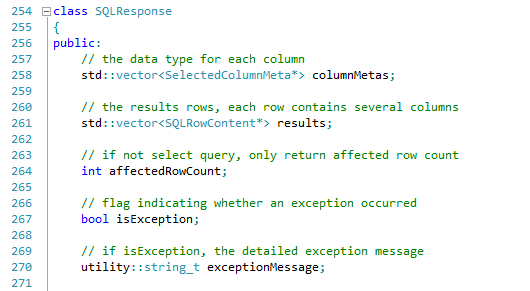 254 class SQLResponse
255 {
256 public:
257 // the data type for each column
258 std::vector<SelectedColumnMeta*> columnMetas;
259
260 // the results rows, each row contains several columns
261 std::vector<SQLRowContent*> results;
262
263 // if not select query, only return affected row count
264 int affectedRowCount;
265
266 // flag indicating whether an exception occurred
267 bool isException;
268
269 // if isException, the detailed exception message
270 utility::string_t exceptionMessage;
271